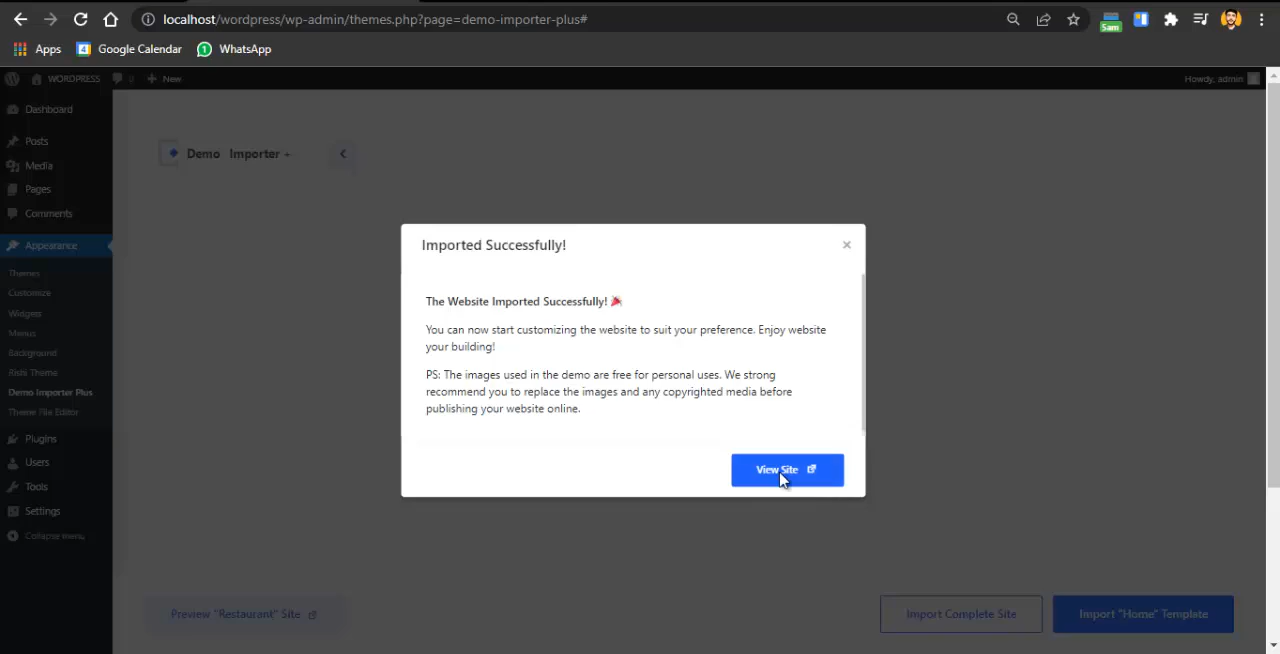 localhost/wordpress/wp-admin/themes.php?page=demo-importer-plus#
Sam
Apps
Google Calendar
1
WhatsApp
WORDPRESS
0
New
Howdy, admin
Dashboard
Posts
Media
Pages
Comments
Appearance
Themes
Customize
Widgets
Menus
Background
Rishi Theme
Demo Importer Plus
Theme File Editor
Plugins
Users
Tools
Settings
Collapse menu
Demo Importer +
Imported Successfully!
×
The Website Imported Successfully!
You can now start customizing the website to suit your preference. Enjoy website
your building!
PS: The images used in the demo are free for personal uses. We strong
recommend you to replace the images and any copyrighted media before
publishing your website online.
View Site
Preview "Restaurant" Site
Import Complete Site
Import "Home" Template